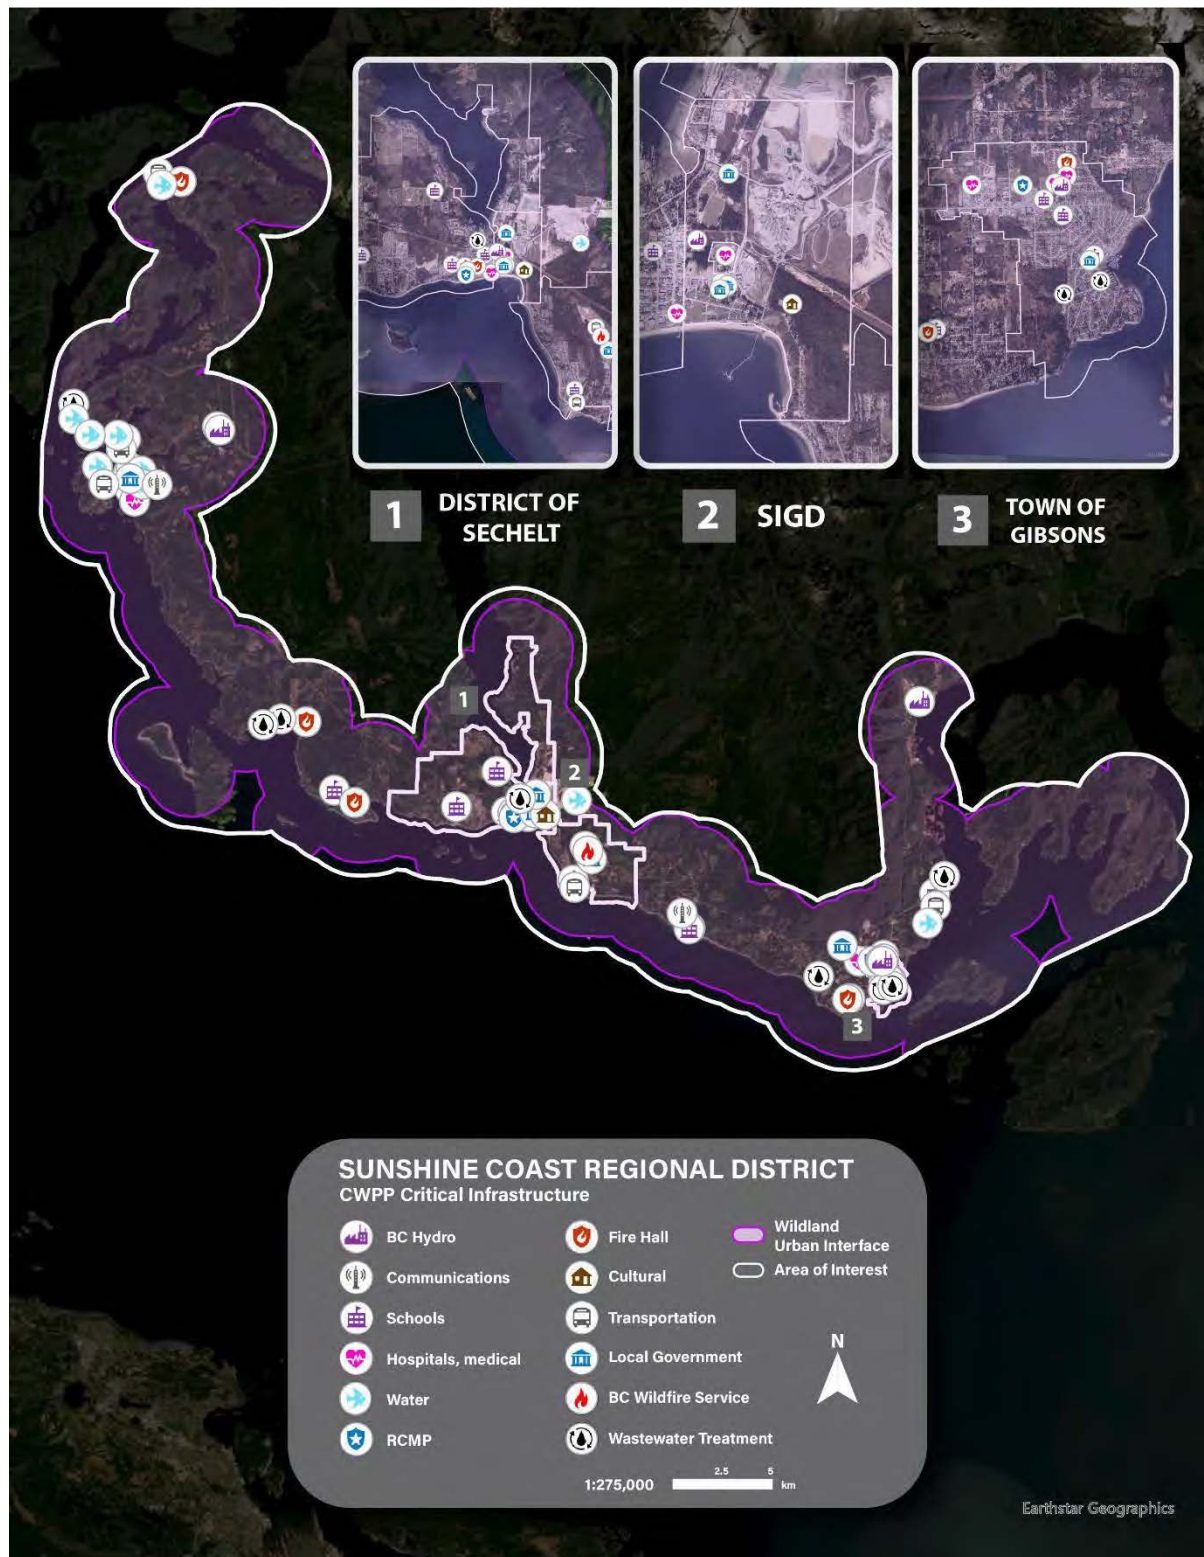 1
DISTRICT OF
SECHELT
2
SIGD
3
TOWN OF
GIBSONS
1
2
3
SUNSHINE COAST REGIONAL DISTRICT
CWPP Critical Infrastructure
BC Hydro
Communications
Schools
Hospitals, medical
Water
RCMP
Fire Hall
Cultural
Transportation
Local Government
BC Wildfire Service
Wastewater Treatment
Wildland
Urban Interface
Area of Interest
N
1:275,000
2.5
5
km
Earthstar Geographics